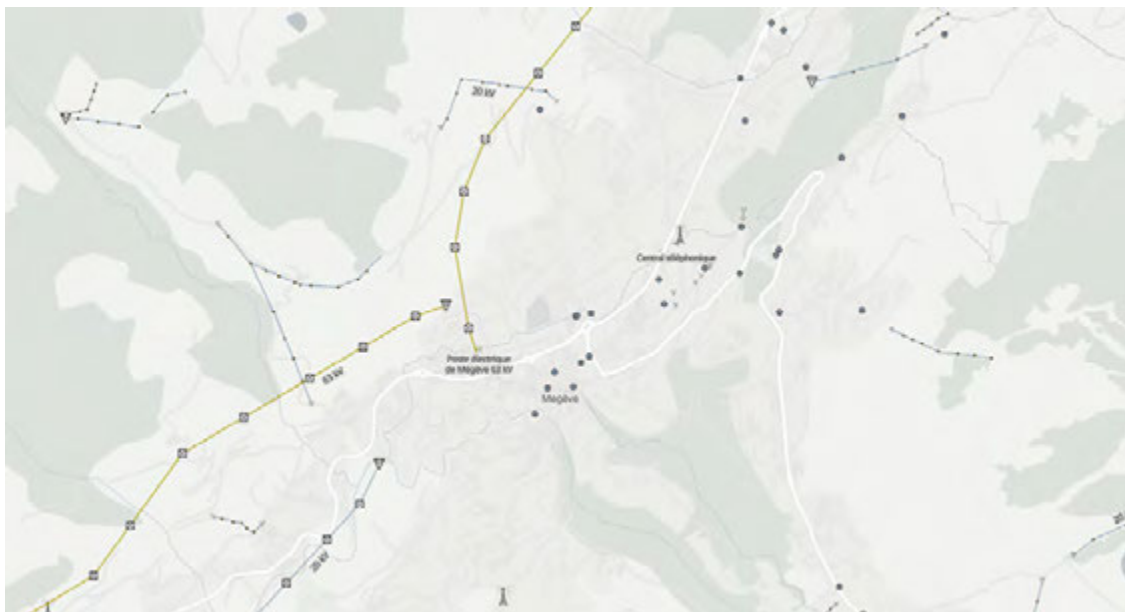 20 kV
Central téléphonique
Poste électrique
de Megève 63 kV
63 kV
Megève
20 kV